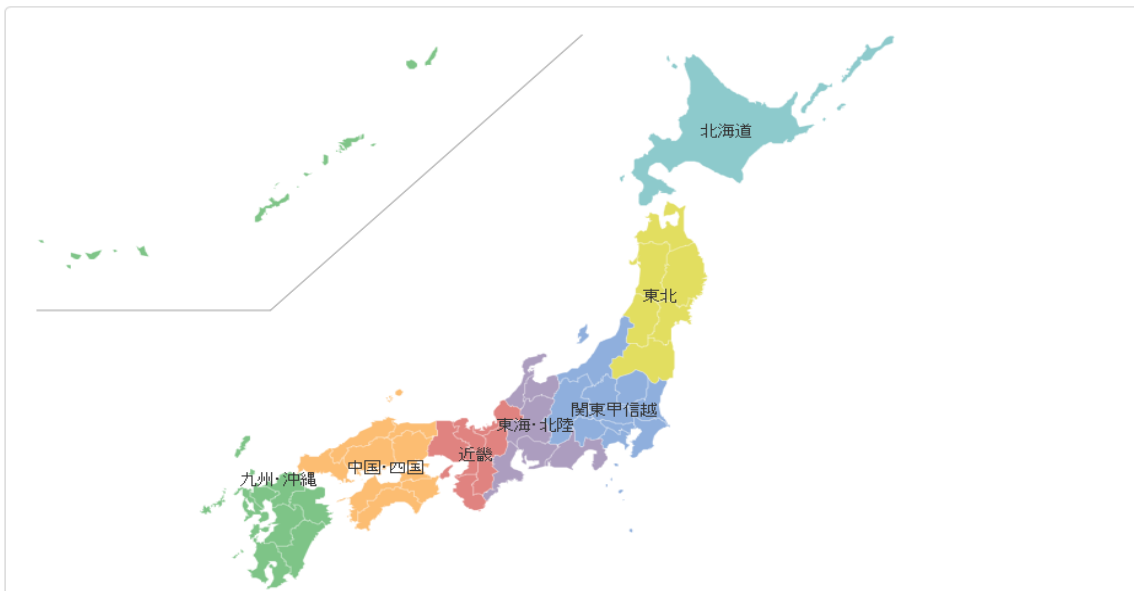 北海道
東北
関東甲信越
東海・北陸
近畿
中国・四国
九州・沖縄